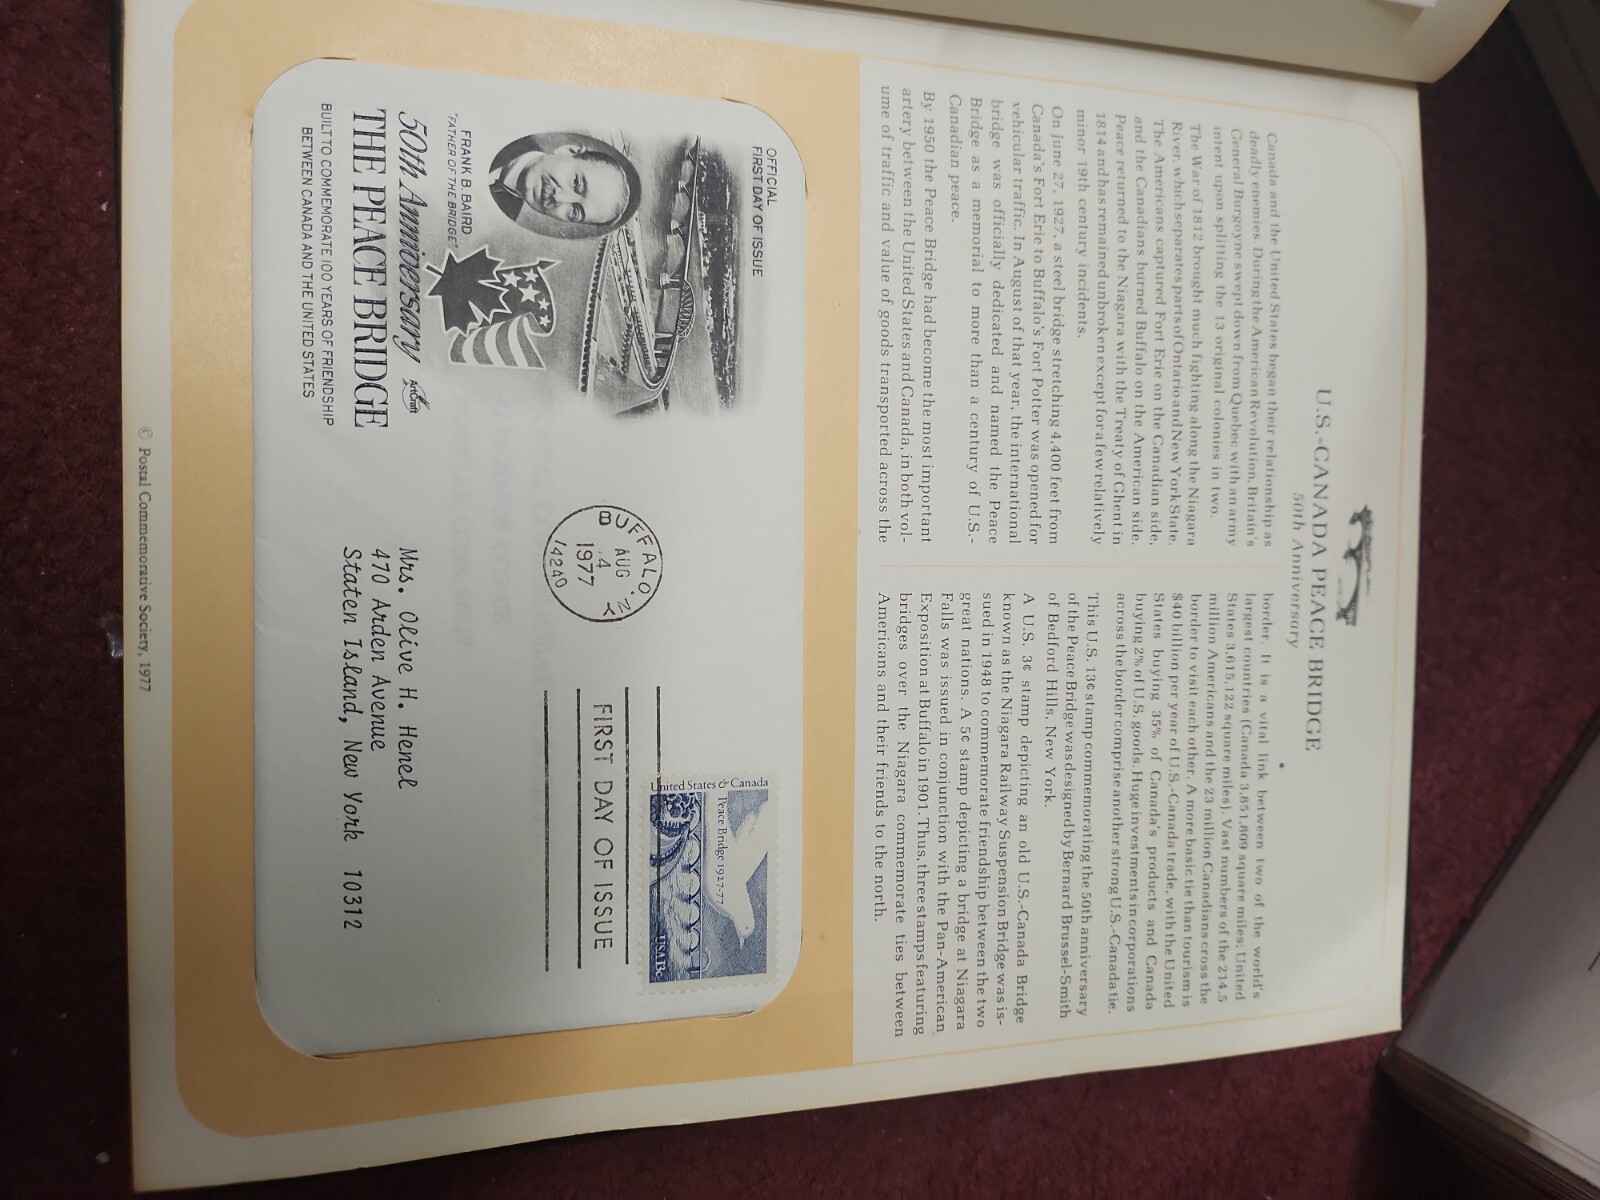 U.S.-CANADA PEACE BRIDGE
50th Anniversary
Canada and the United States began their relationship as
deadly enemies. During the American Revolution, Britain's
General Burgoyne swept down from Quebec with an army
intent upon splitting the 13 original colonies in two.
The War of 1812 brought much fighting along the Niagara
River, which separates parts of Ontario and New York State.
The Americans captured Fort Erie on the Canadian side,
and the Canadians burned Buffalo on the American side.
Peace returned to the Niagara with the Treaty of Ghent in
1814 and has remained unbroken except for a few relatively
minor 19th century incidents.
On June 27, 1927, a steel bridge stretching 4,400 feet from
Canada's Fort Erie to Buffalo's Fort Potter was opened for
vehicular traffic. In August of that year, the international
bridge was officially dedicated and named the Peace
Bridge as a memorial to more than a century of U.S.-
Canadian peace.
By 1950 the Peace Bridge had become the most important
artery between the United States and Canada, in both vol-
ume of traffic and value of goods transported across the
border. It is a vital link between two of the world's
largest countries (Canada 3,851,809 square miles; United
States 3,615,122 square miles). Vast numbers of the 214.5
million Americans and the 23 million Canadians cross the
border to visit each other. A more basic tie than tourism is
$40 billion per year of U.S.-Canada trade, with the United
States buying 35% of Canada's products and Canada
buying 2% of U.S. goods. Huge investments in corporations
across the border comprise another strong U.S.-Canada tie.
This U.S. 13¢ stamp commemorating the 50th anniversary
of the Peace Bridge was designed by Bernard Brussel-Smith
of Bedford Hills, New York.
A U.S. 3¢ stamp depicting an old U.S.-Canada Bridge
known as the Niagara Railway Suspension Bridge was is-
sued in 1948 to commemorate friendship between the two
great nations. A 5¢ stamp depicting a bridge at Niagara
Falls was issued in conjunction with the Pan-American
Exposition at Buffalo in 1901. Thus, three stamps featuring
bridges over the Niagara commemorate ties between
Americans and their friends to the north.
OFFICIAL
FIRST DAY OF ISSUE
FRANK B. BAIRD
"FATHER OF THE BRIDGE"
50th Anniversary
ArtCraft
THE PEACE BRIDGE
BUILT TO COMMEMORATE 100 YEARS OF FRIENDSHIP
BETWEEN CANADA AND THE UNITED STATES
BUFFALO, N.Y.
AUG
4
1977
14240
FIRST DAY OF ISSUE
United States & Canada
Peace Bridge 1927-77
USA 13c
Mrs. Olive H. Henel
470 Arden Avenue
Staten Island, New York 10312
© Postal Commemorative Society, 1977